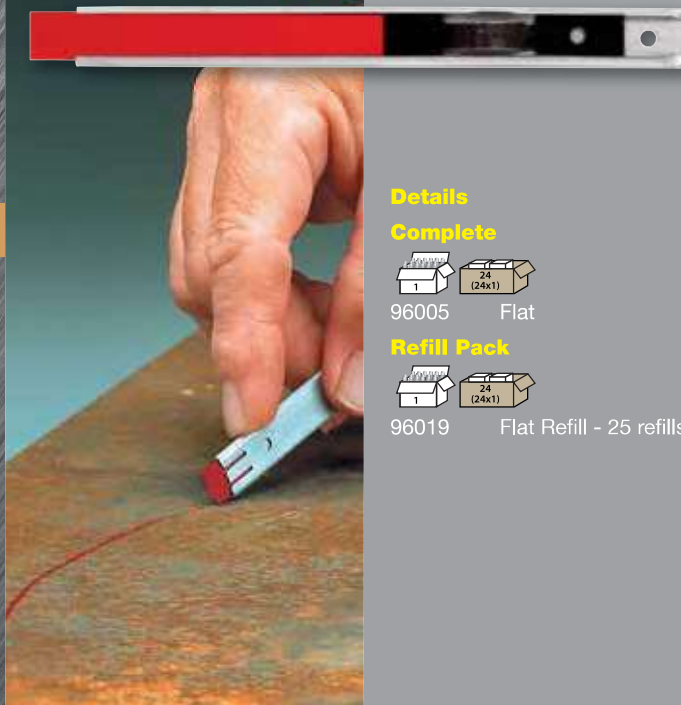 Details
Complete
1 24
(24x1)
96005 Flat
Refill Pack
1 24
(24x1)
96019 Flat Refill - 25 refills